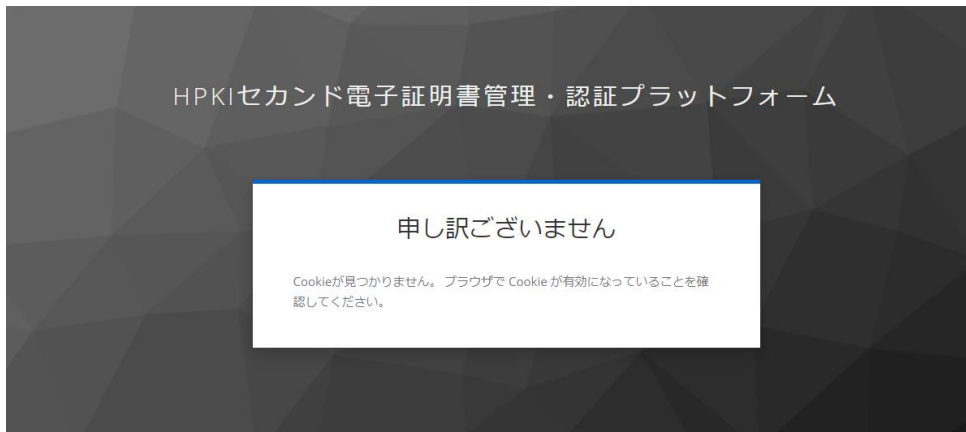 HPKIセカンド電子証明書管理・認証プラットフォーム
申し訳ございません
Cookieが見つかりません。 ブラウザで Cookie が有効になっていることを確
認してください。